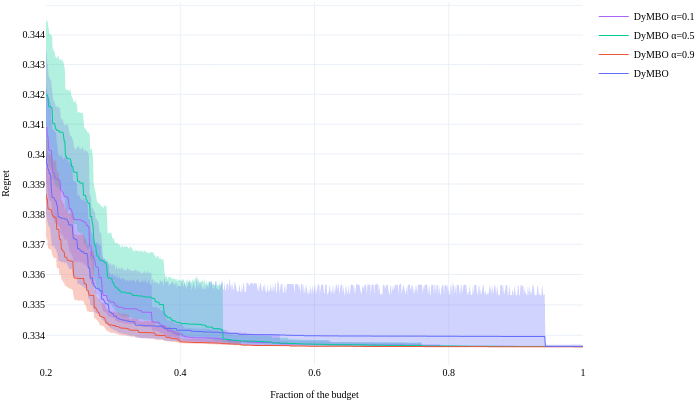 DyMBO α=0.1
DyMBO α=0.5
DyMBO α=0.9
DyMBO
0.344
0.343
0.342
0.341
0.34
0.339
0.338
0.337
0.336
0.335
0.334
Regret
0.2 0.4 0.6 0.8 1
Fraction of the budget